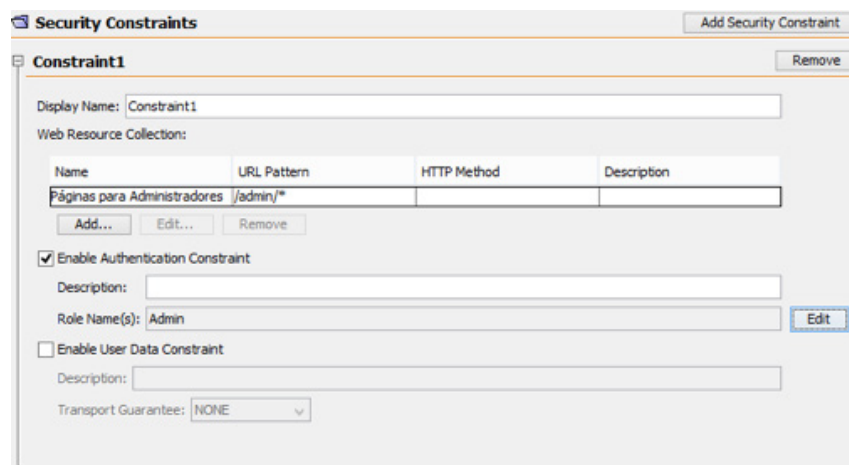 Security Constraints Add Security Constraint
Constraint1 Remove
Display Name: Constraint1
Web Resource Collection:
Name URL Pattern HTTP Method Description
Páginas para Administradores /admin/*
Add... Edit... Remove
Enable Authentication Constraint
Description:
Role Name(s): Admin Edit
Enable User Data Constraint
Description:
Transport Guarantee: NONE